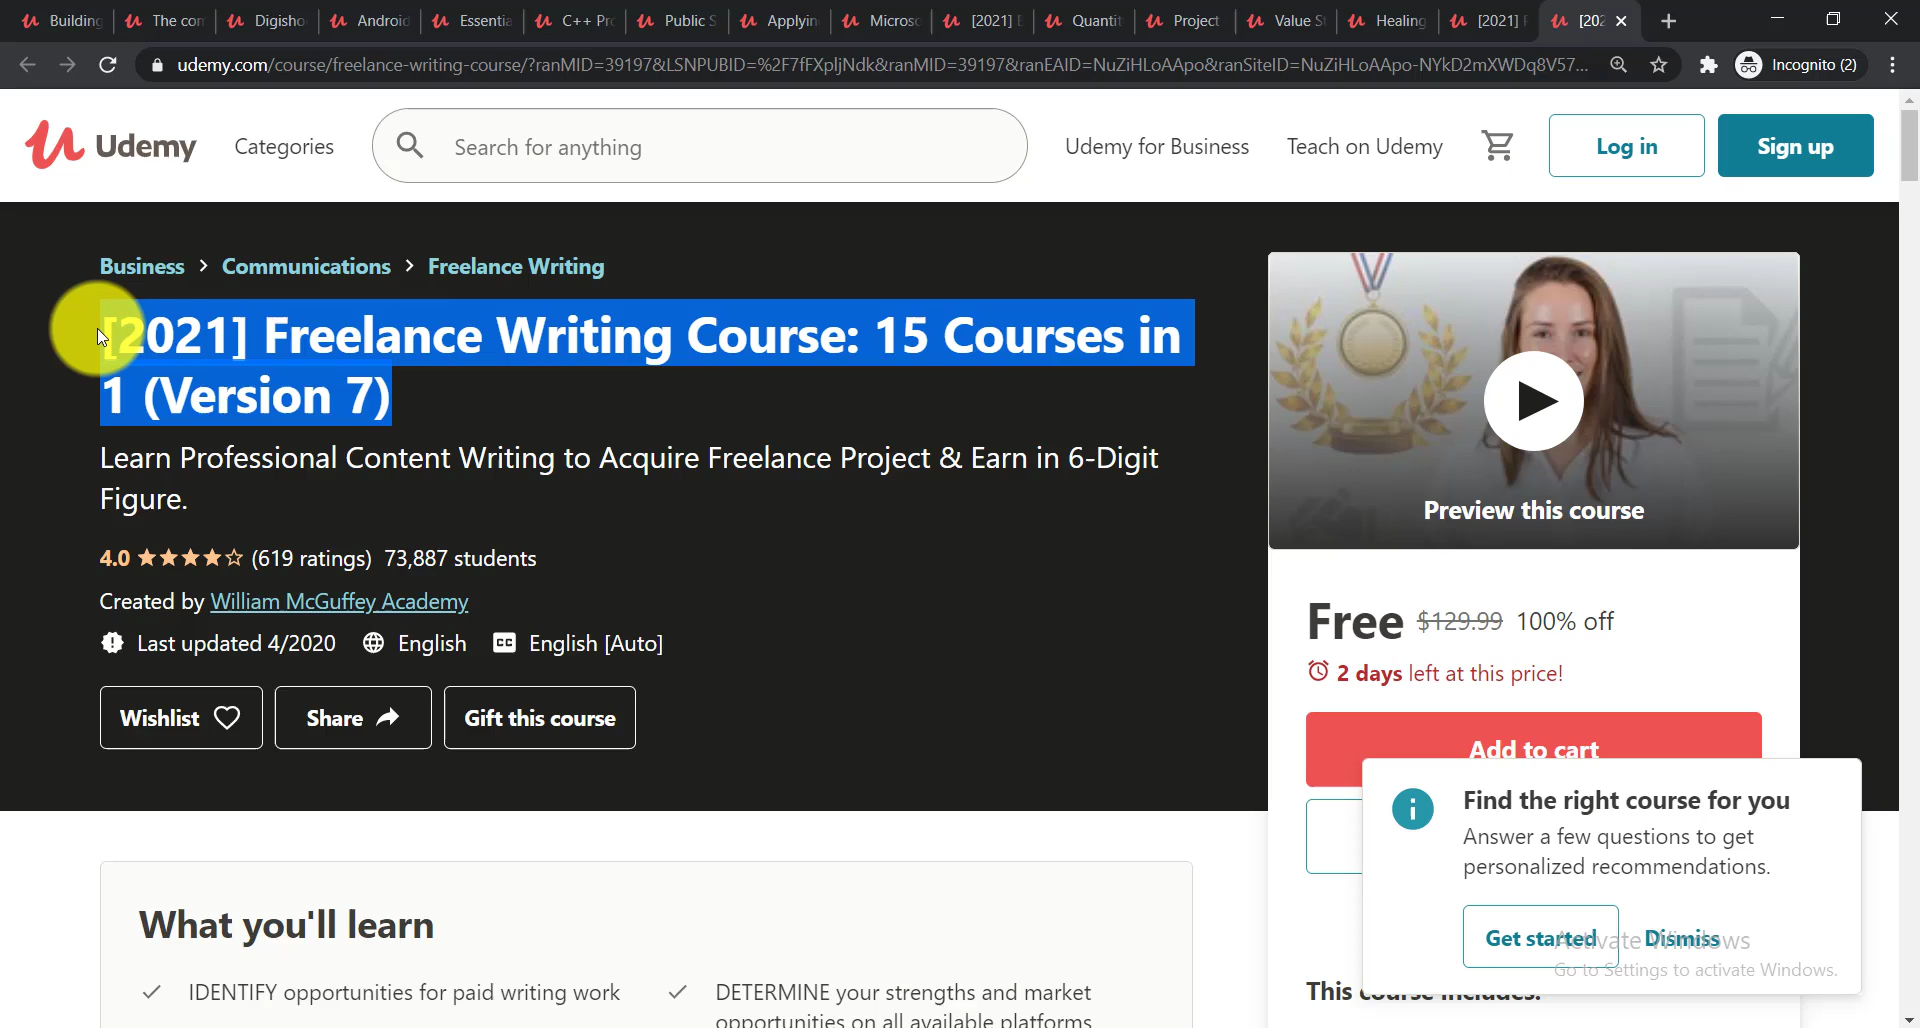 Building
The con
Digisho
Android
Essentia
C++ Pr
Public S
Applyin
Micros
[2021] E
Quantit
Project
Value St
Healing
[2021] F
[202
udemy.com/course/freelance-writing-course/?ranMID=39197&LSNPUBID=%2F7fFXpljNdk&ranMID=39197&ranEAID=NuZiHLoAApo&ranSiteID=NuZiHLoAApo-NYkD2mXWDq8V57...
Incognito (2)
Udemy
Categories
Search for anything
Udemy for Business
Teach on Udemy
Log in
Sign up
Business > Communications > Freelance Writing
[2021] Freelance Writing Course: 15 Courses in
1 (Version 7)
Learn Professional Content Writing to Acquire Freelance Project & Earn in 6-Digit
Figure.
4.0 (619 ratings) 73,887 students
Created by William McGuffey Academy
Last updated 4/2020 English CC English [Auto]
Wishlist
Share
Gift this course
Preview this course
Free $129.99 100% off
2 days left at this price!
Add to cart
Find the right course for you
Answer a few questions to get
personalized recommendations.
Get started
Dismiss
Activate Windows
Go to Settings to activate Windows.
This course includes:
What you'll learn
IDENTIFY opportunities for paid writing work
DETERMINE your strengths and market
opportunities on all available platforms